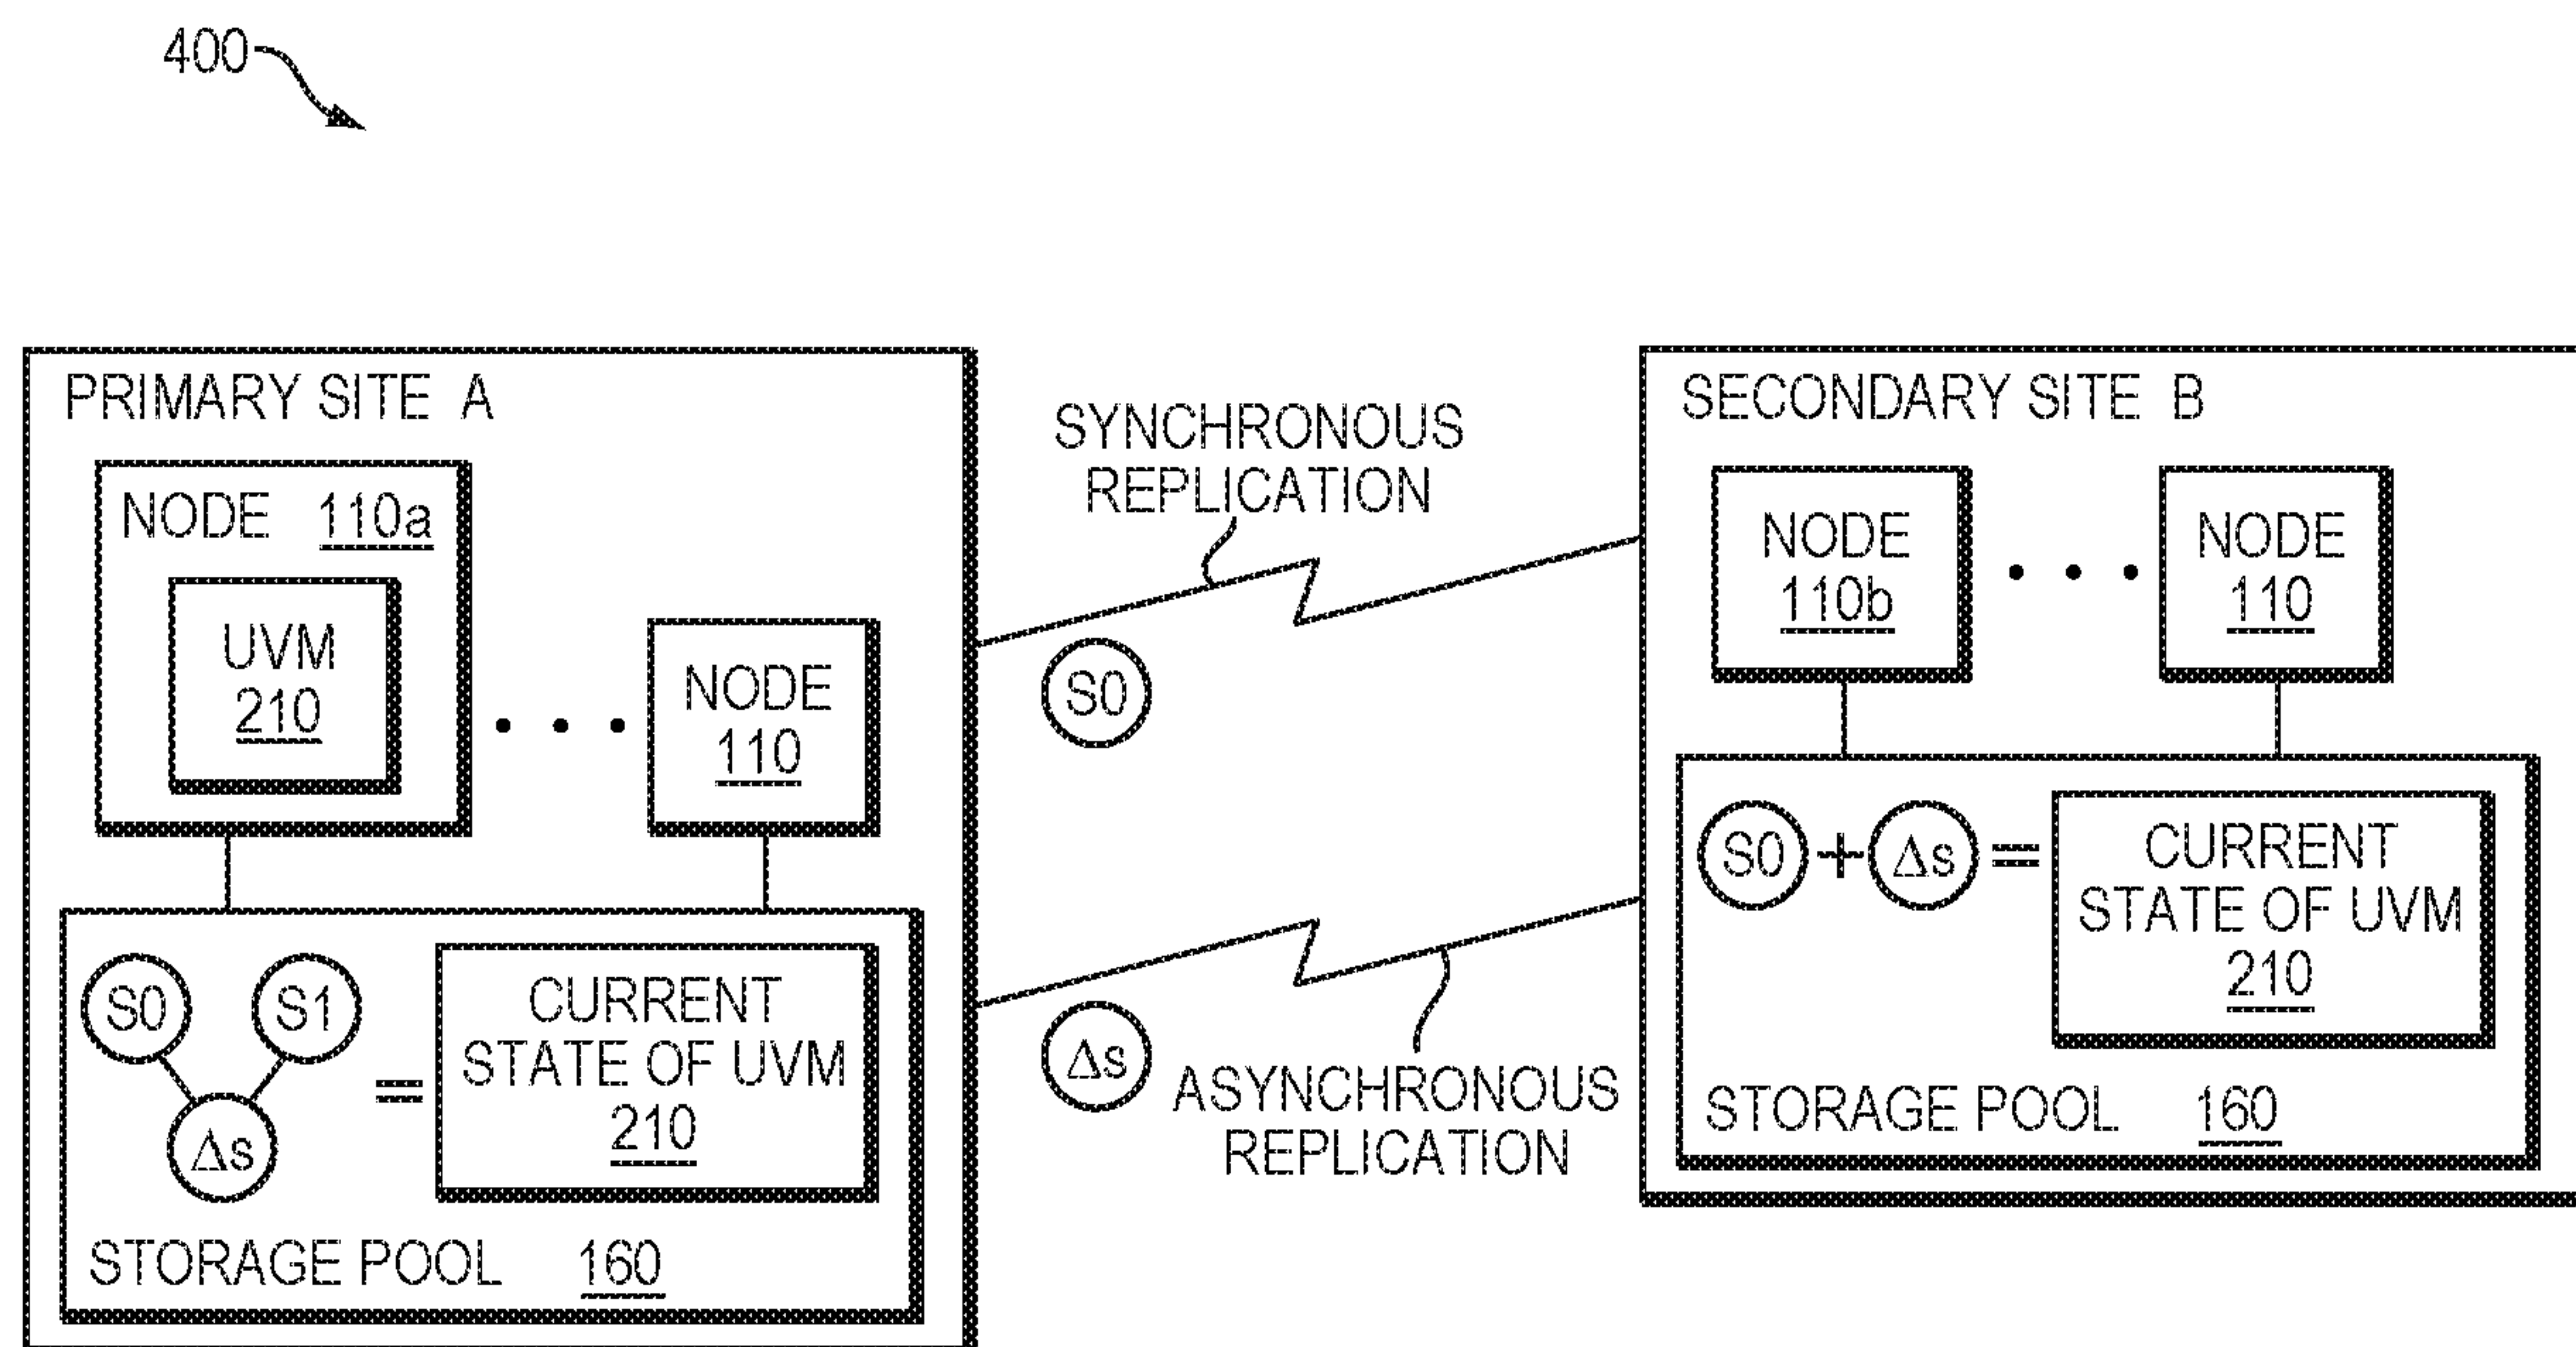 400
PRIMARY SITE A
NODE 110a
UVM
210
NODE
110
S0
S1
Δs
=
CURRENT
STATE OF UVM
210
STORAGE POOL 160
SYNCHRONOUS
REPLICATION
S0
Δs
ASYNCHRONOUS
REPLICATION
SECONDARY SITE B
NODE
110b
NODE
110
S0 + Δs =
CURRENT
STATE OF UVM
210
STORAGE POOL 160